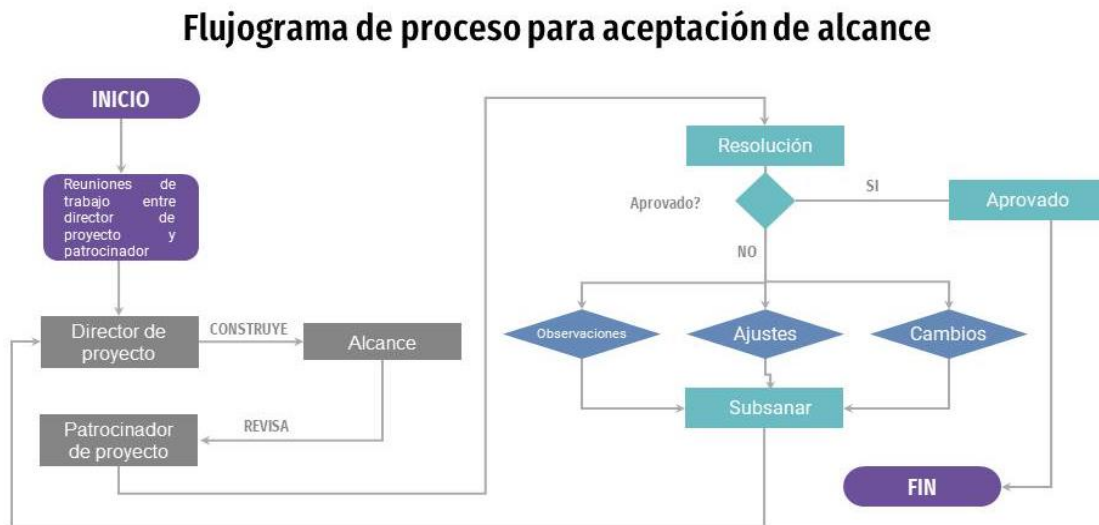 Flujograma de proceso para aceptación de alcance
INICIO
Reuniones de
trabajo entre
director de
proyecto y
patrocinador
Director de
proyecto
CONSTRUYE
Alcance
REVISA
Patrocinador
de proyecto
Resolución
Aprovado?
SI
Aprovado
NO
Observaciones
Ajustes
Cambios
Subsanar
FIN